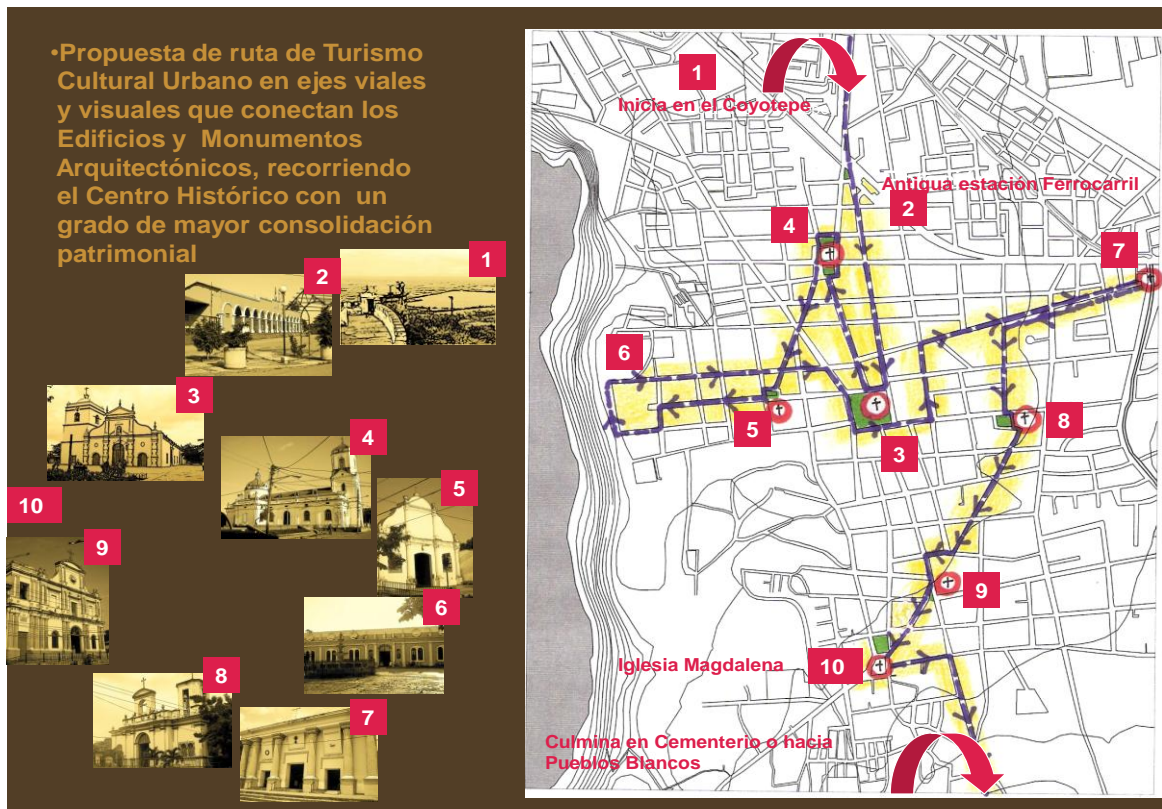 •Propuesta de ruta de Turismo
Cultural Urbano en ejes viales
y visuales que conectan los
Edificios y Monumentos
Arquitectónicos, recorriendo
el Centro Histórico con un
grado de mayor consolidación
patrimonial
1
2
3
4
5
10
9
6
8
7
1
Inicia en el Coyotepe
Antigua estación Ferrocarril
2
4
7
6
5
3
8
9
Iglesia Magdalena
10
Culmina en Cementerio o hacia
Pueblos Blancos